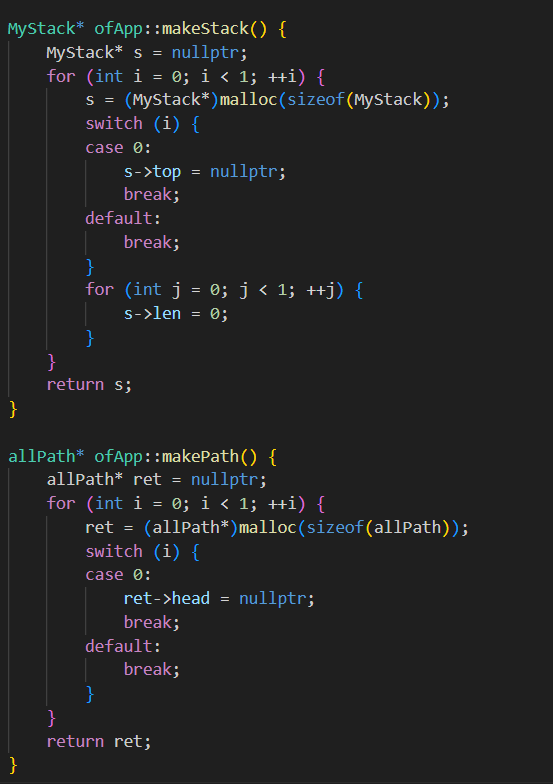 MyStack* ofApp::makeStack() {
    MyStack* s = nullptr;
    for (int i = 0; i < 1; ++i) {
        s = (MyStack*)malloc(sizeof(MyStack));
        switch (i) {
        case 0:
            s->top = nullptr;
            break;
        default:
            break;
        }
        for (int j = 0; j < 1; ++j) {
            s->len = 0;
        }
    }
    return s;
}

allPath* ofApp::makePath() {
    allPath* ret = nullptr;
    for (int i = 0; i < 1; ++i) {
        ret = (allPath*)malloc(sizeof(allPath));
        switch (i) {
        case 0:
            ret->head = nullptr;
            break;
        default:
            break;
        }
    }
    return ret;
}